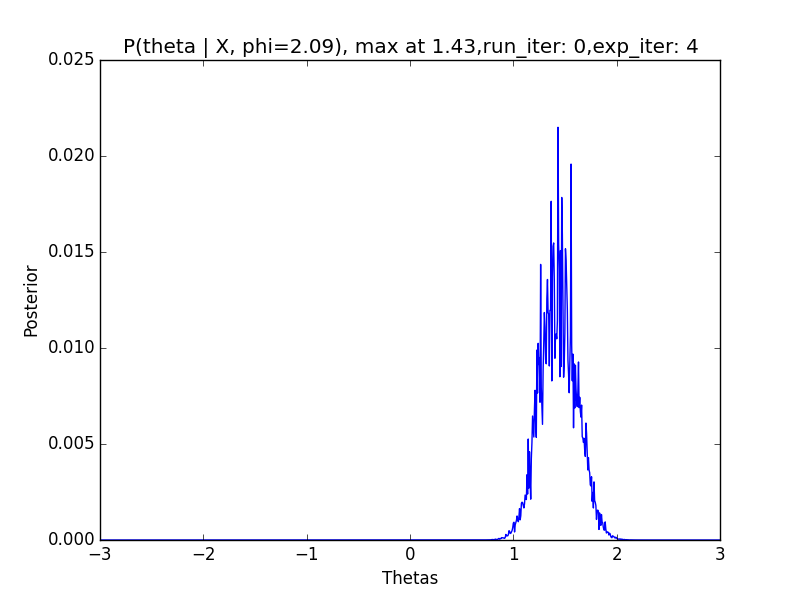 P(theta | X, phi=2.09), max at 1.43,run_iter: 0,exp_iter: 4
0.025
0.020
0.015
0.010
0.005
0.000
Posterior
−3 −2 −1 0 1 2 3
Thetas